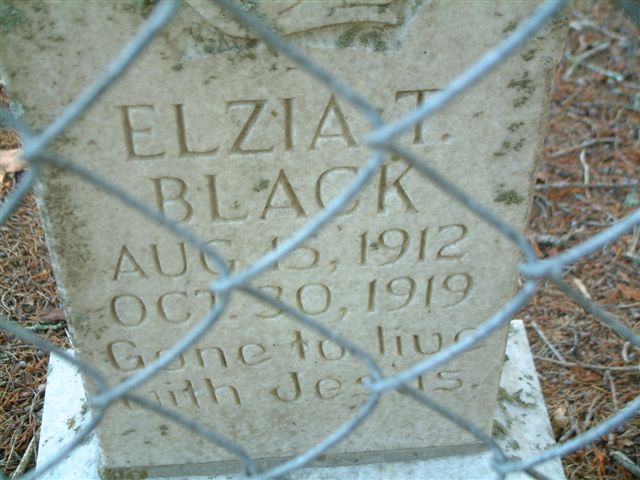 ELZIA T.
BLACK
AUG. 15, 1912
OCT. 30, 1919
Gone to live
with Jesus.